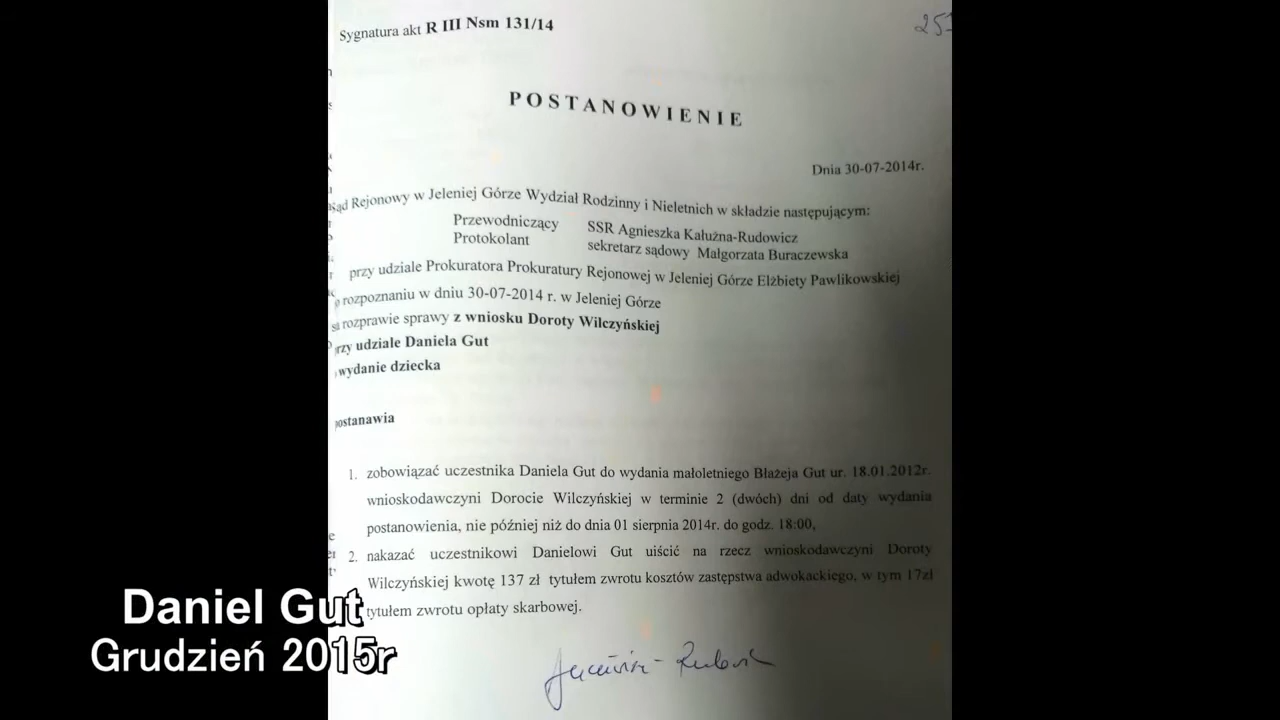 Sygnatura akt R III Nsm 131/14
POSTANOWIENIE
Dnia 30-07-2014r.
Sąd Rejonowy w Jeleniej Górze Wydział Rodzinny i Nieletnich w składzie następującym:
Przewodniczący SSR Agnieszka Kałużna-Rudowicz
Protokolant sekretarz sądowy Małgorzata Buraczewska
przy udziale Prokuratora Prokuratury Rejonowej w Jeleniej Górze Elżbiety Pawlikowskiej
po rozpoznaniu w dniu 30-07-2014 r. w Jeleniej Górze
na rozprawie sprawy z wniosku Doroty Wilczyńskiej
przy udziale Daniela Gut
wydanie dziecka
postanawia
1. zobowiązać uczestnika Daniela Gut do wydania małoletniego Błażeja Gut ur. 18.01.2012r.
wnioskodawczyni Dorocie Wilczyńskiej w terminie 2 (dwóch) dni od daty wydania
postanowienia, nie później niż do dnia 01 sierpnia 2014r. do godz. 18:00,
2. nakazać uczestnikowi Danielowi Gut uiścić na rzecz wnioskodawczyni Doroty
Wilczyńskiej kwotę 137 zł tytułem zwrotu kosztów zastępstwa adwokackiego, w tym 17zł
tytułem zwrotu opłaty skarbowej.
Daniel Gut
Grudzień 2015r